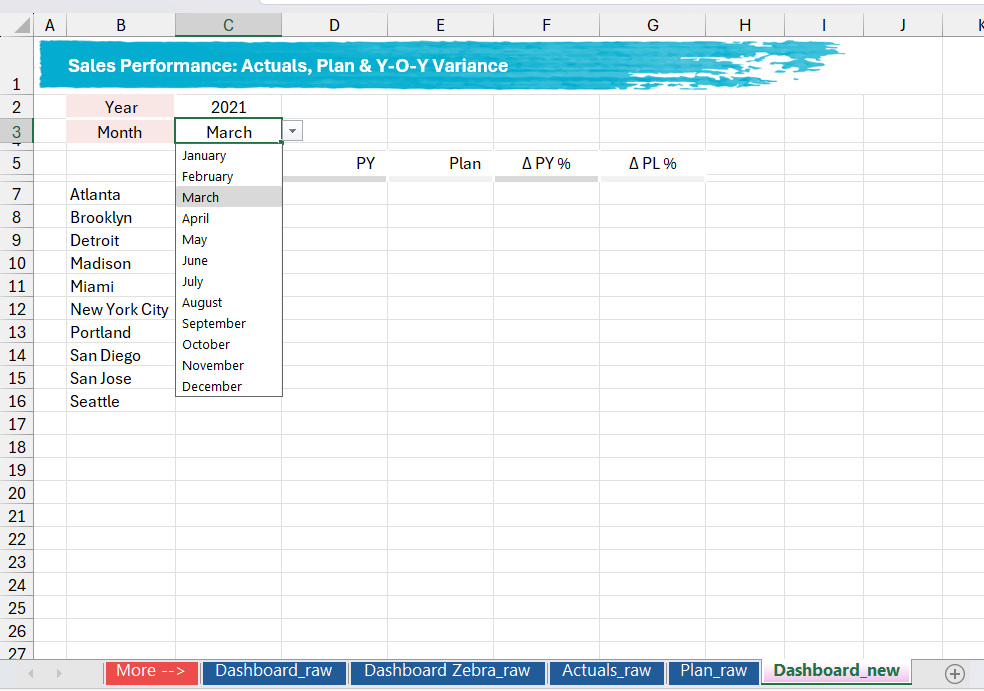 A B C D E F G H I J K
1 Sales Performance: Actuals, Plan & Y-O-Y Variance
2 Year 2021
3 Month March
4
January
5 PY Plan Δ PY % Δ PL %
February
7 Atlanta March
8 Brooklyn April
9 Detroit May
10 Madison June
11 Miami July
12 New York City August
13 Portland September
14 San Diego October
15 San Jose November
16 Seattle December
17
18
19
20
21
22
23
24
25
26
27
More --> Dashboard_raw Dashboard Zebra_raw Actuals_raw Plan_raw Dashboard_new